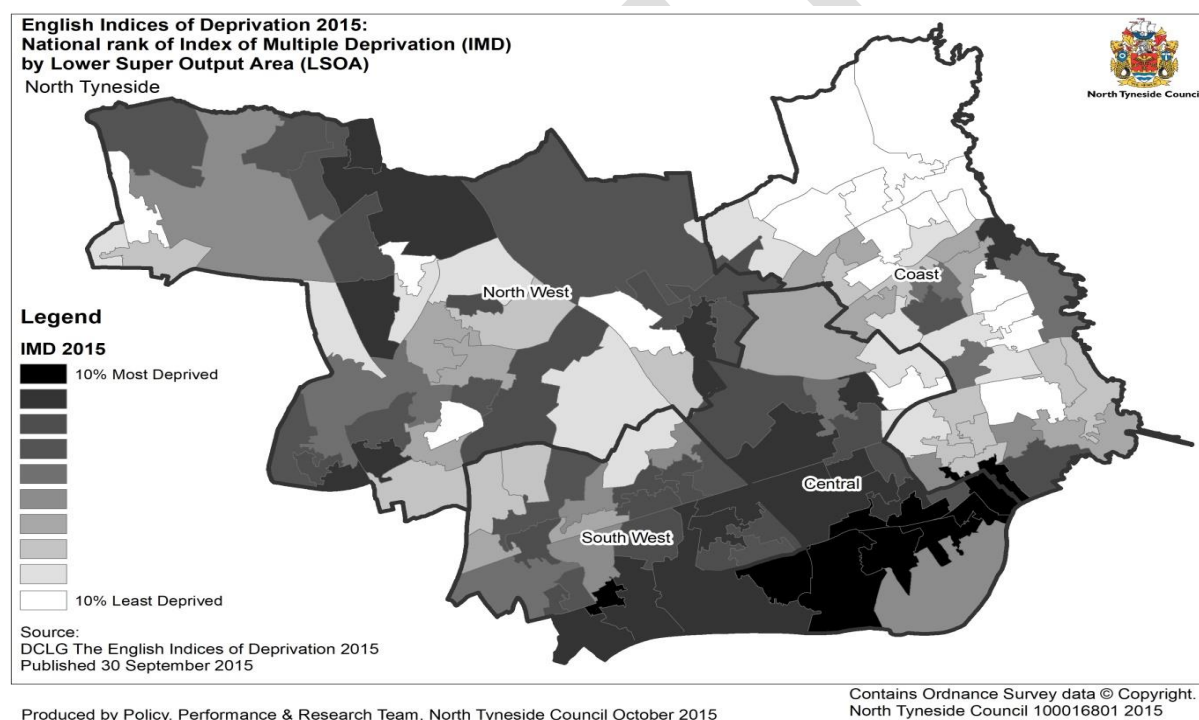 English Indices of Deprivation 2015:
National rank of Index of Multiple Deprivation (IMD)
by Lower Super Output Area (LSOA)
North Tyneside
North Tyneside Council
Coast
North West
Legend
IMD 2015
10% Most Deprived
Central
South West
10% Least Deprived
Source:
DCLG The English Indices of Deprivation 2015
Published 30 September 2015
Contains Ordnance Survey data © Copyright.
Produced by Policy, Performance & Research Team, North Tyneside Council October 2015
North Tyneside Council 100016801 2015